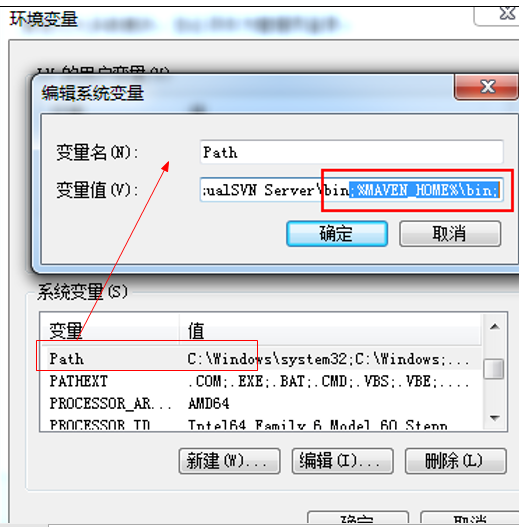 环境变量
编辑系统变量
变量名(N):
Path
变量值(V):
ualSVN Server\bin;%MAVEN_HOME%\bin;
确定
取消
系统变量(S)
变量
值
Path
C:\Windows\system32;C:\Windows;...
PATHEXT
.COM;.EXE;.BAT;.CMD;.VBS;.VBE;....
PROCESSOR_AR...
AMD64
PROCESSOR_ID
Intel64 Family 6 Model 60 Stepp
新建(W)...
编辑(I)...
删除(L)
确定
取消